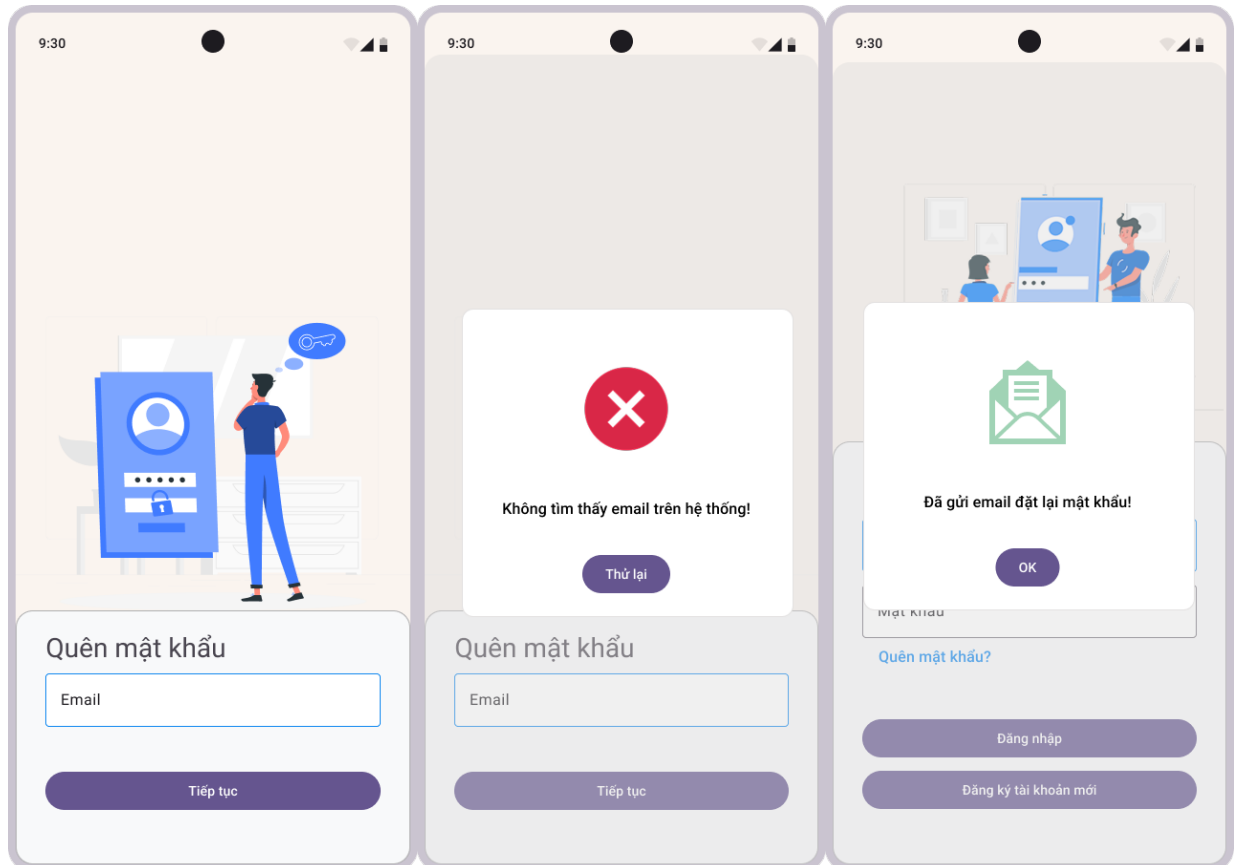 9:30
Quên mật khẩu
Email
Tiếp tục
9:30
Không tìm thấy email trên hệ thống!
Thử lại
Quên mật khẩu
Email
Tiếp tục
9:30
Đã gửi email đặt lại mật khẩu!
OK
Mật khẩu
Quên mật khẩu?
Đăng nhập
Đăng ký tài khoản mới